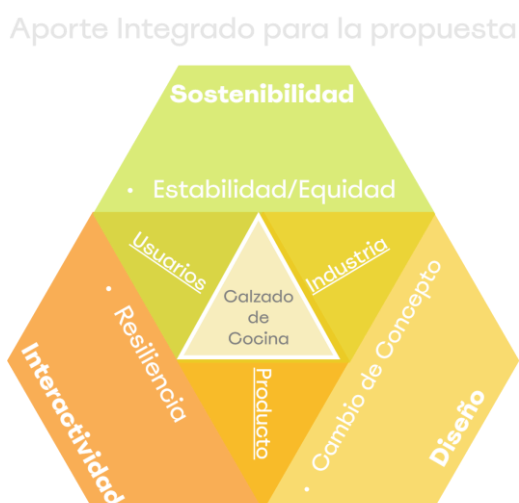 Aporte Integrado para la propuesta
Sostenibilidad
• Estabilidad/Equidad
Usuarios
Industria
Calzado
de
Cocina
Producto
• Resiliencia
Interactividad
• Cambio de Concepto
Diseño